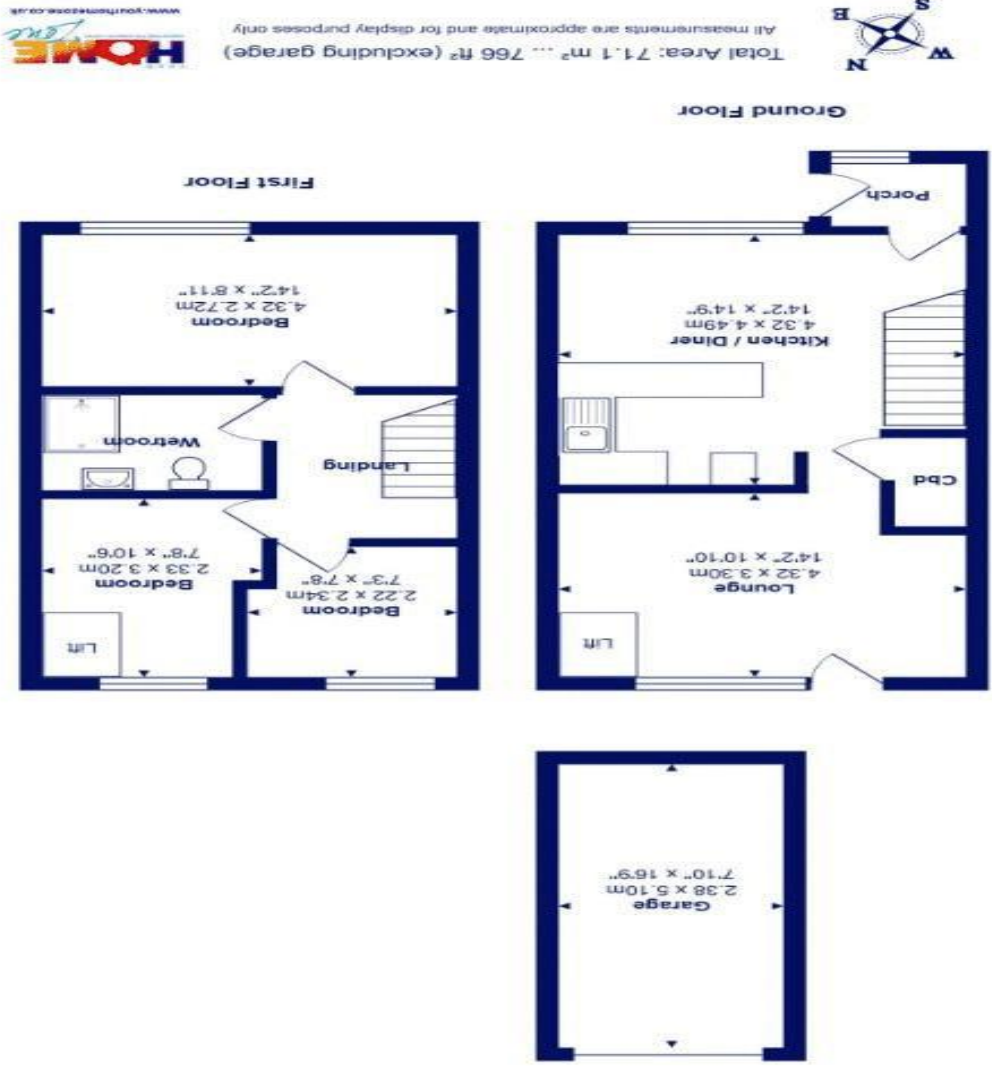 Garage
2.38 x 5.10m
7'10" x 16'9"
Lift
Lounge
4.32 x 3.30m
14'2" x 10'10"
Cbd
Kitchen / Diner
4.32 x 4.49m
14'2" x 14'9"
Porch
Ground Floor
Lift
Bedroom
2.22 x 2.34m
7'3" x 7'8"
Bedroom
2.33 x 3.20m
7'8" x 10'6"
Landing
Wetroom
Bedroom
4.32 x 2.72m
14'2" x 8'11"
First Floor
N
W
E
S
Total Area: 71.1 m² ... 766 ft² (excluding garage)
All measurements are approximate and for display purposes only
HOME
Zone
www.yourhomezone.co.uk